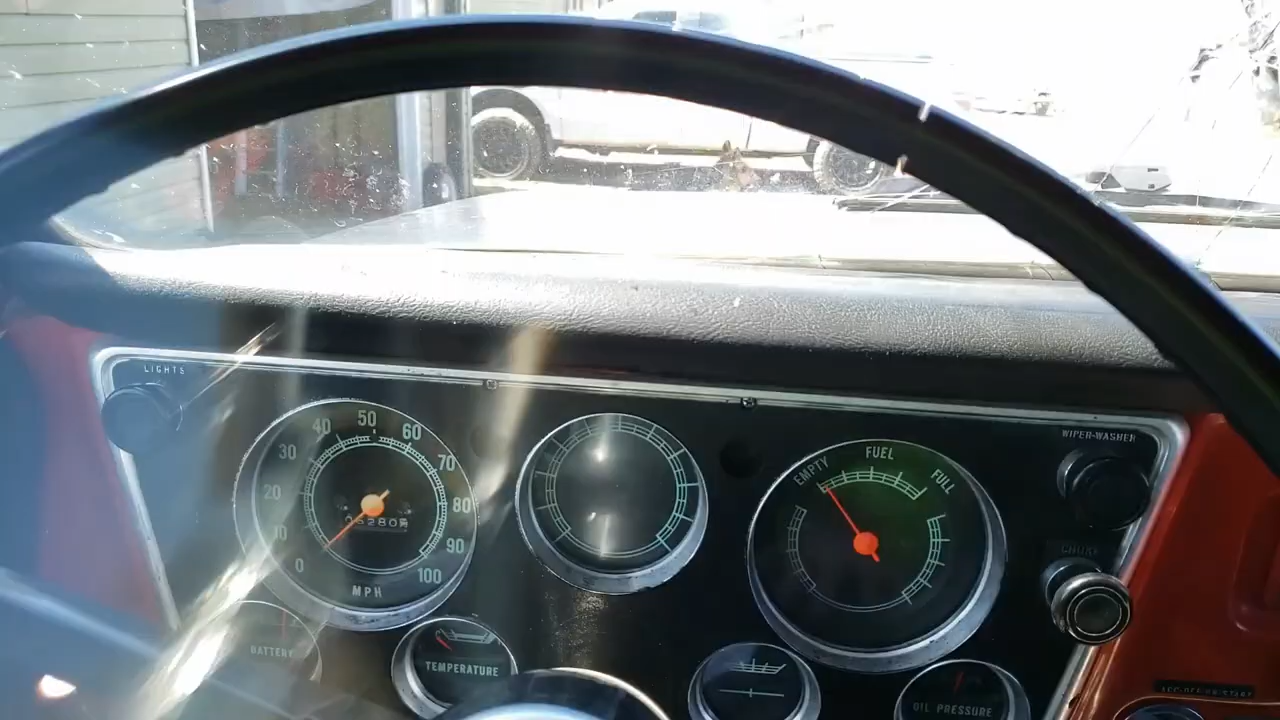 LIGHTS
WIPER-WASHER
30 40 50 60 70
20 80
10 90
0 100
MPH
EMPTY FUEL FULL
CHOKE
BATTERY
TEMPERATURE
OIL PRESSURE